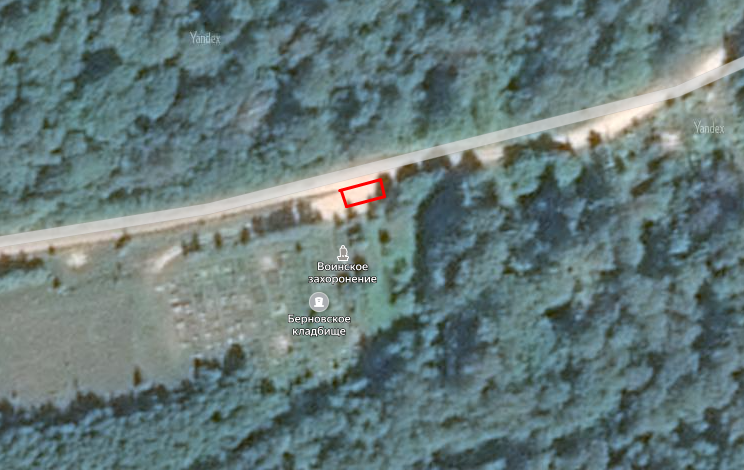 Yandex
Yandex
Воинское
захоронение
Берновское
кладбище